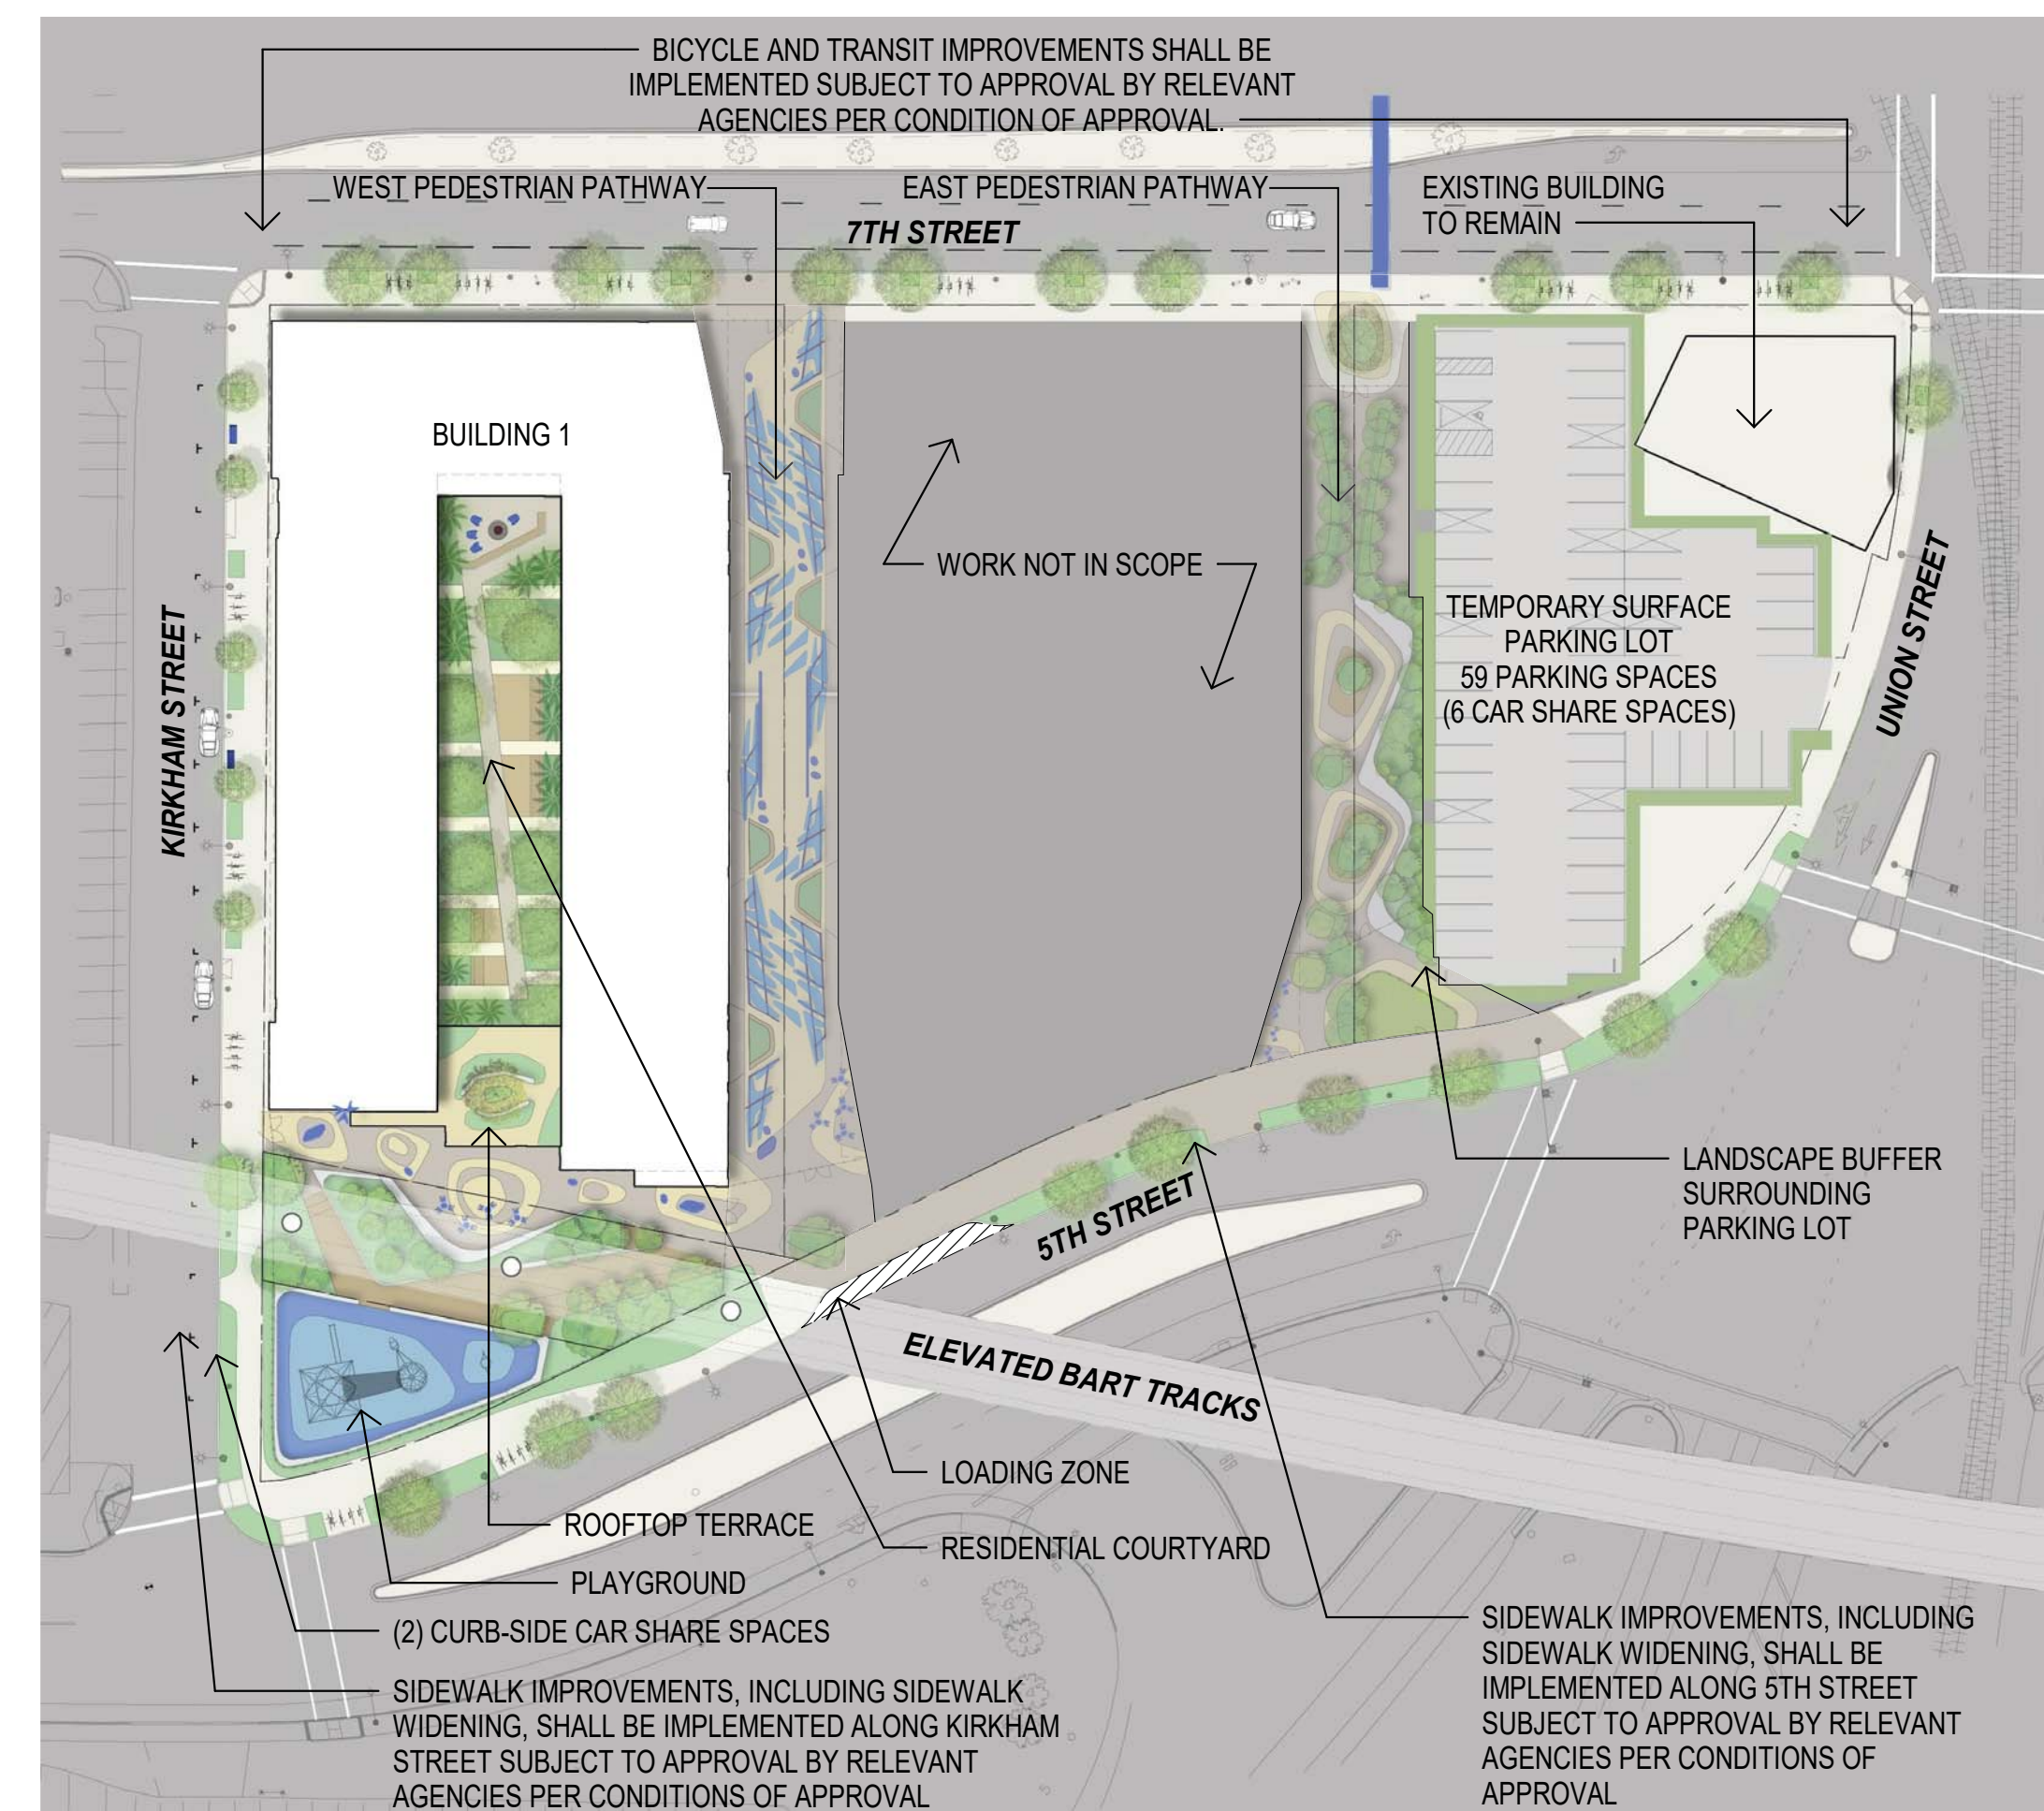 BICYCLE AND TRANSIT IMPROVEMENTS SHALL BE
IMPLEMENTED SUBJECT TO APPROVAL BY RELEVANT
AGENCIES PER CONDITION OF APPROVAL.
WEST PEDESTRIAN PATHWAY
EAST PEDESTRIAN PATHWAY
EXISTING BUILDING
TO REMAIN
7TH STREET
BUILDING 1
WORK NOT IN SCOPE
TEMPORARY SURFACE
PARKING LOT
59 PARKING SPACES
(6 CAR SHARE SPACES)
KIRKHAM STREET
UNION STREET
LANDSCAPE BUFFER
SURROUNDING
PARKING LOT
5TH STREET
ELEVATED BART TRACKS
LOADING ZONE
ROOFTOP TERRACE
RESIDENTIAL COURTYARD
PLAYGROUND
(2) CURB-SIDE CAR SHARE SPACES
SIDEWALK IMPROVEMENTS, INCLUDING SIDEWALK
WIDENING, SHALL BE IMPLEMENTED ALONG KIRKHAM
STREET SUBJECT TO APPROVAL BY RELEVANT
AGENCIES PER CONDITIONS OF APPROVAL
SIDEWALK IMPROVEMENTS, INCLUDING
SIDEWALK WIDENING, SHALL BE
IMPLEMENTED ALONG 5TH STREET
SUBJECT TO APPROVAL BY RELEVANT
AGENCIES PER CONDITIONS OF
APPROVAL